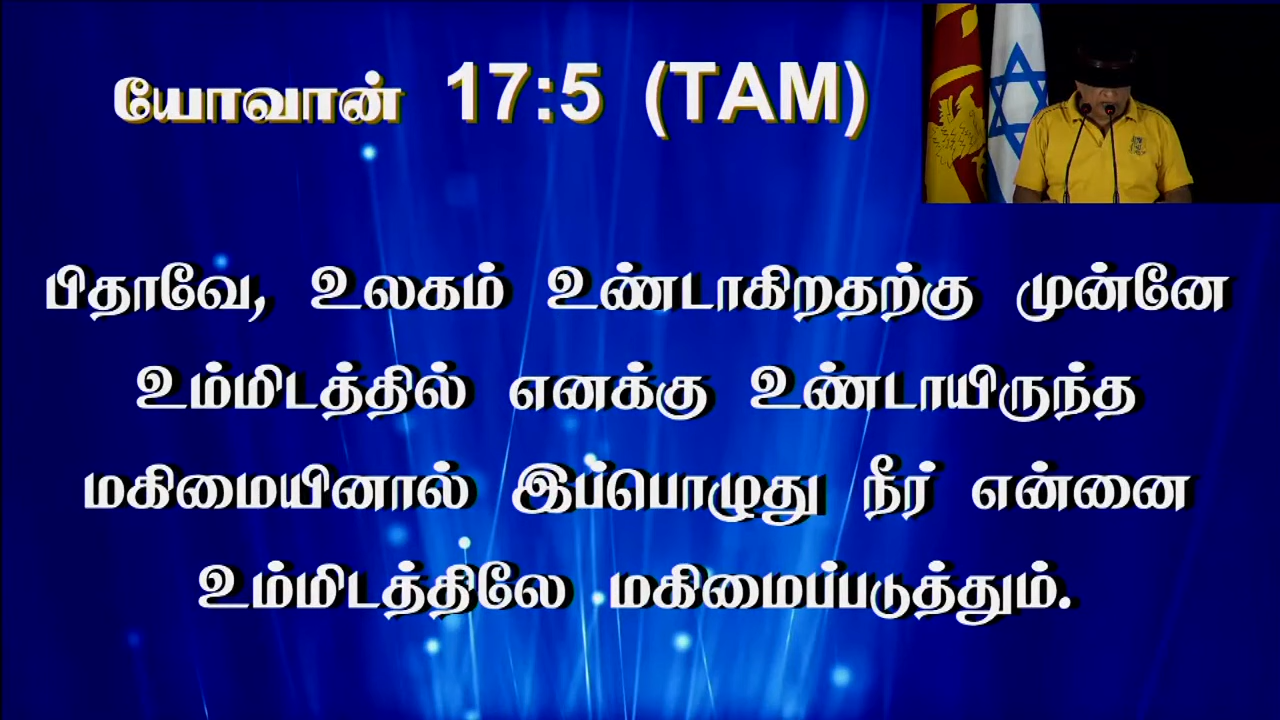 யோவான் 17:5 (TAM)
பிதாவே, உலகம் உண்டாகிறதற்கு முன்னே
உம்மிடத்தில் எனக்கு உண்டாயிருந்த
மகிமையினால் இப்பொழுது நீர் என்னை
உம்மிடத்திலே மகிமைப்படுத்தும்.